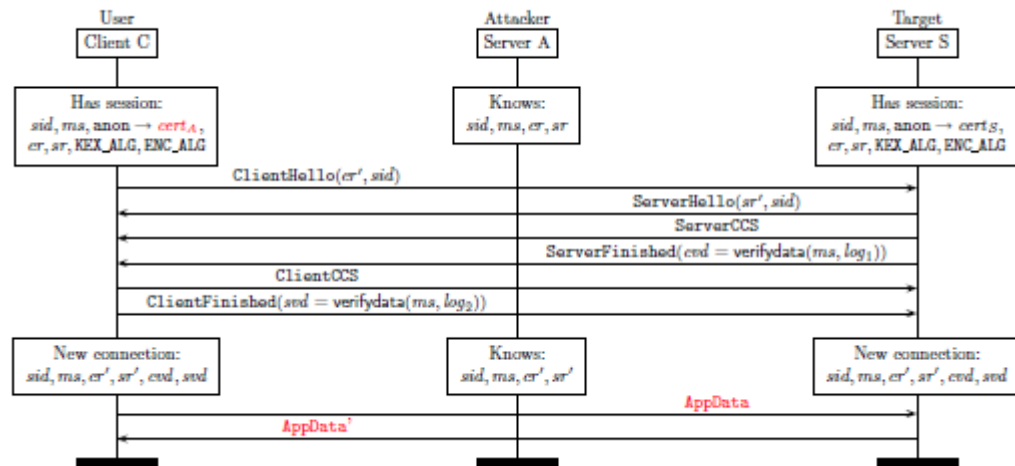 User
Attacker
Target
Client C
Server A
Server S
Has session:
sid, ms, anon → cert_A,
cr, sr, KEX_ALG, ENC_ALG
Knows:
sid, ms, cr, sr
Has session:
sid, ms, anon → cert_S,
cr, sr, KEX_ALG, ENC_ALG
ClientHello(cr′, sid)
ServerHello(sr′, sid)
ServerCCS
ServerFinished(cvd = verifydata(ms, log₁))
ClientCCS
ClientFinished(svd = verifydata(ms, log₂))
New connection:
sid, ms, cr′, sr′, cvd, svd
Knows:
sid, ms, cr′, sr′
New connection:
sid, ms, cr′, sr′, cvd, svd
AppData
AppData'